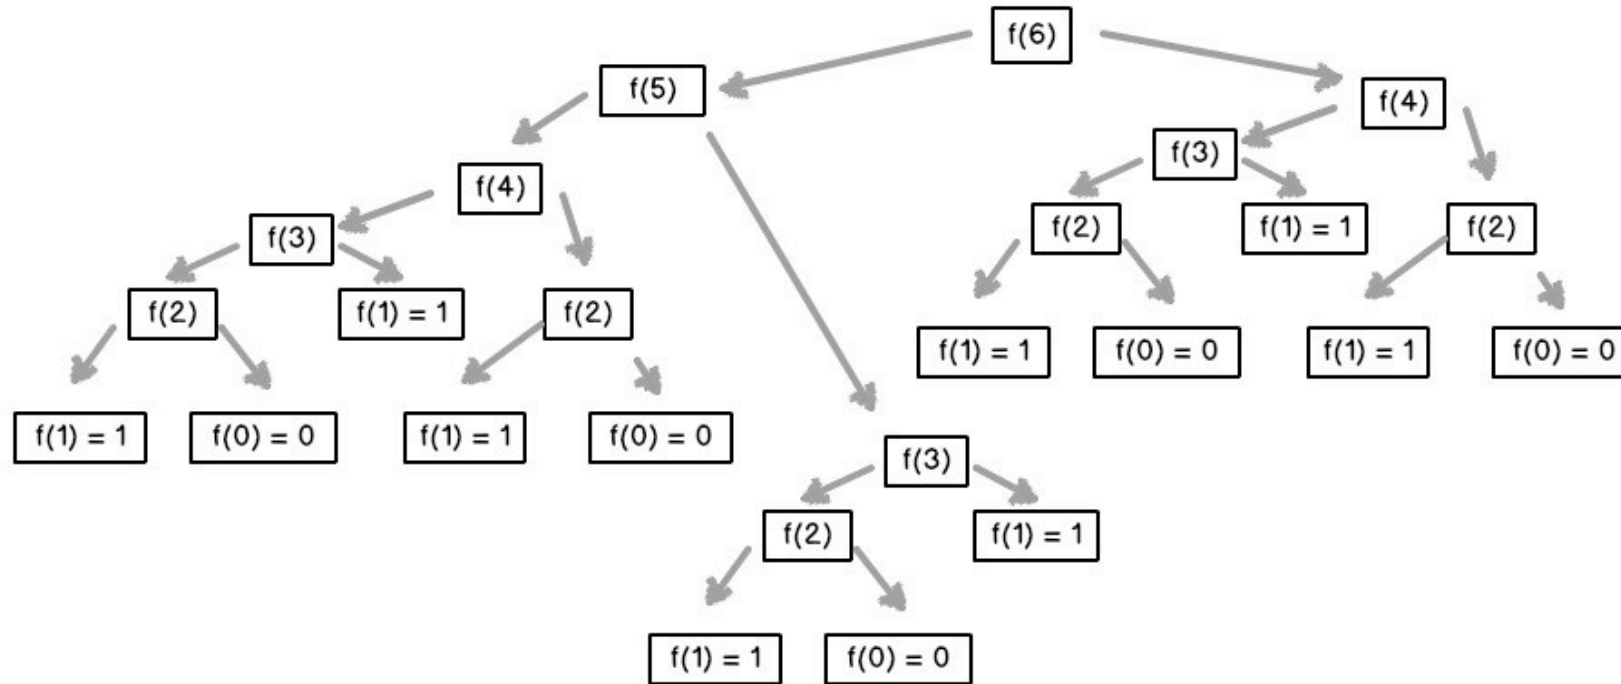 f(6)
f(5)
f(4)
f(3)
f(4)
f(2)
f(1) = 1
f(2)
f(3)
f(2)
f(1) = 1
f(2)
f(1) = 1
f(0) = 0
f(1) = 1
f(0) = 0
f(1) = 1
f(0) = 0
f(1) = 1
f(0) = 0
f(3)
f(2)
f(1) = 1
f(1) = 1
f(0) = 0